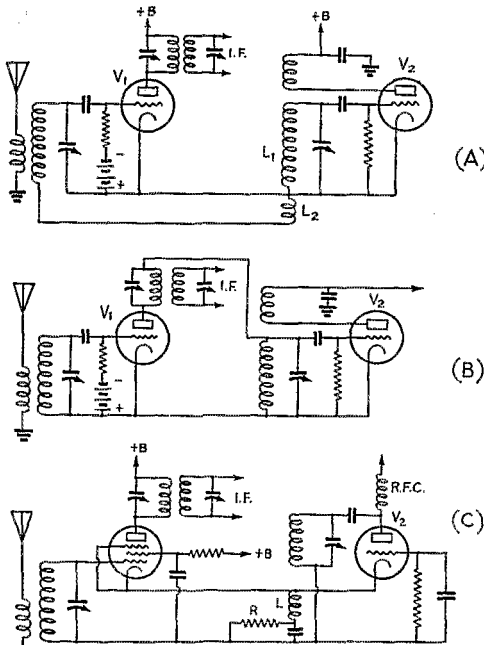 +B
+B
I.F.
V1
V2
(A)
L1
L2
-
+
I.F.
V1
V2
(B)
-
+
+B
R.F.C.
I.F.
V2
(C)
+B
R
L